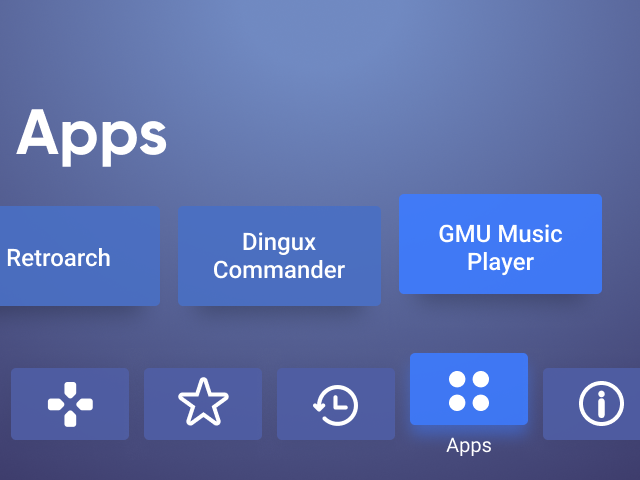 Apps
Retroarch
Dingux
Commander
GMU Music
Player
Apps